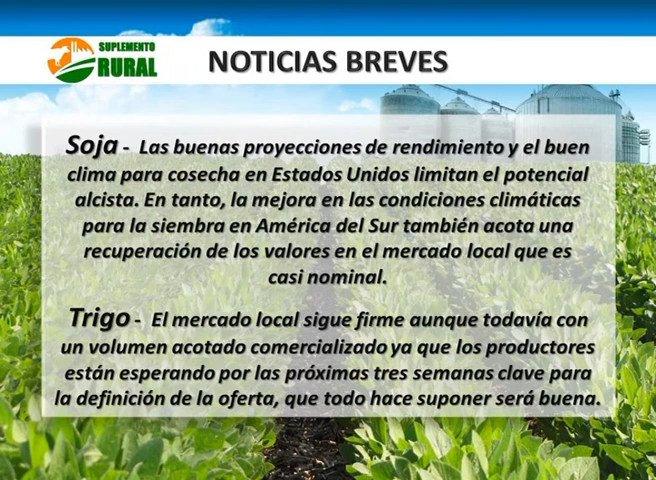 SUPLEMENTO
RURAL
NOTICIAS BREVES
Soja - Las buenas proyecciones de rendimiento y el buen
clima para cosecha en Estados Unidos limitan el potencial
alcista. En tanto, la mejora en las condiciones climáticas
para la siembra en América del Sur también acota una
recuperación de los valores en el mercado local que es
casi nominal.
Trigo - El mercado local sigue firme aunque todavía con
un volumen acotado comercializado ya que los productores
están esperando por las próximas tres semanas clave para
la definición de la oferta, que todo hace suponer será buena.